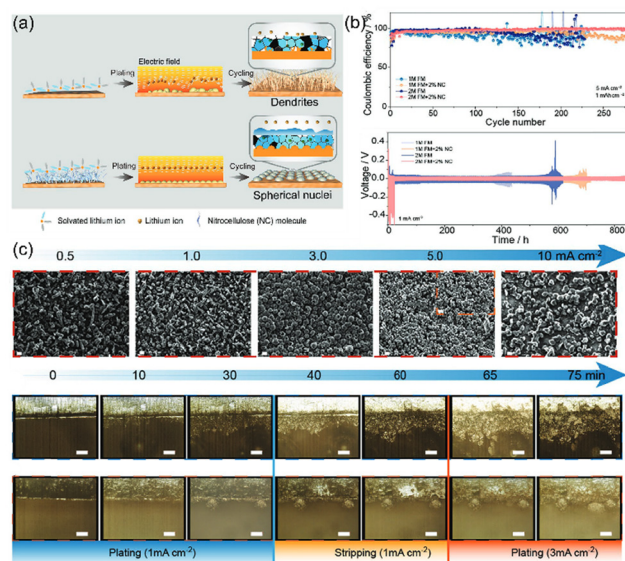 (a)
Plating
Electric field
Cycling
Dendrites
Plating
Cycling
Spherical nuclei
Solvated lithium ion
Lithium ion
Nitrocellulose (NC) molecule
(b)
Coulombic efficiency / %
100
75
50
25
0
1M FM
1M FM+2% NC
2M FM
2M FM+2% NC
5 mA cm-2
1 mAh cm-2
0 50 100 150 200 250
Cycle number
Voltage / V
0.4
0.2
0.0
-0.2
-0.4
1M FM
1M FM+2% NC
2M FM
2M FM+2% NC
1 mA cm-2
0 200 400 600 800
Time / h
(c)
0.5 1.0 3.0 5.0 10 mA cm-2
0 10 30 40 60 65 75 min
Plating (1mA cm-2) Stripping (1mA cm-2) Plating (3mA cm-2)